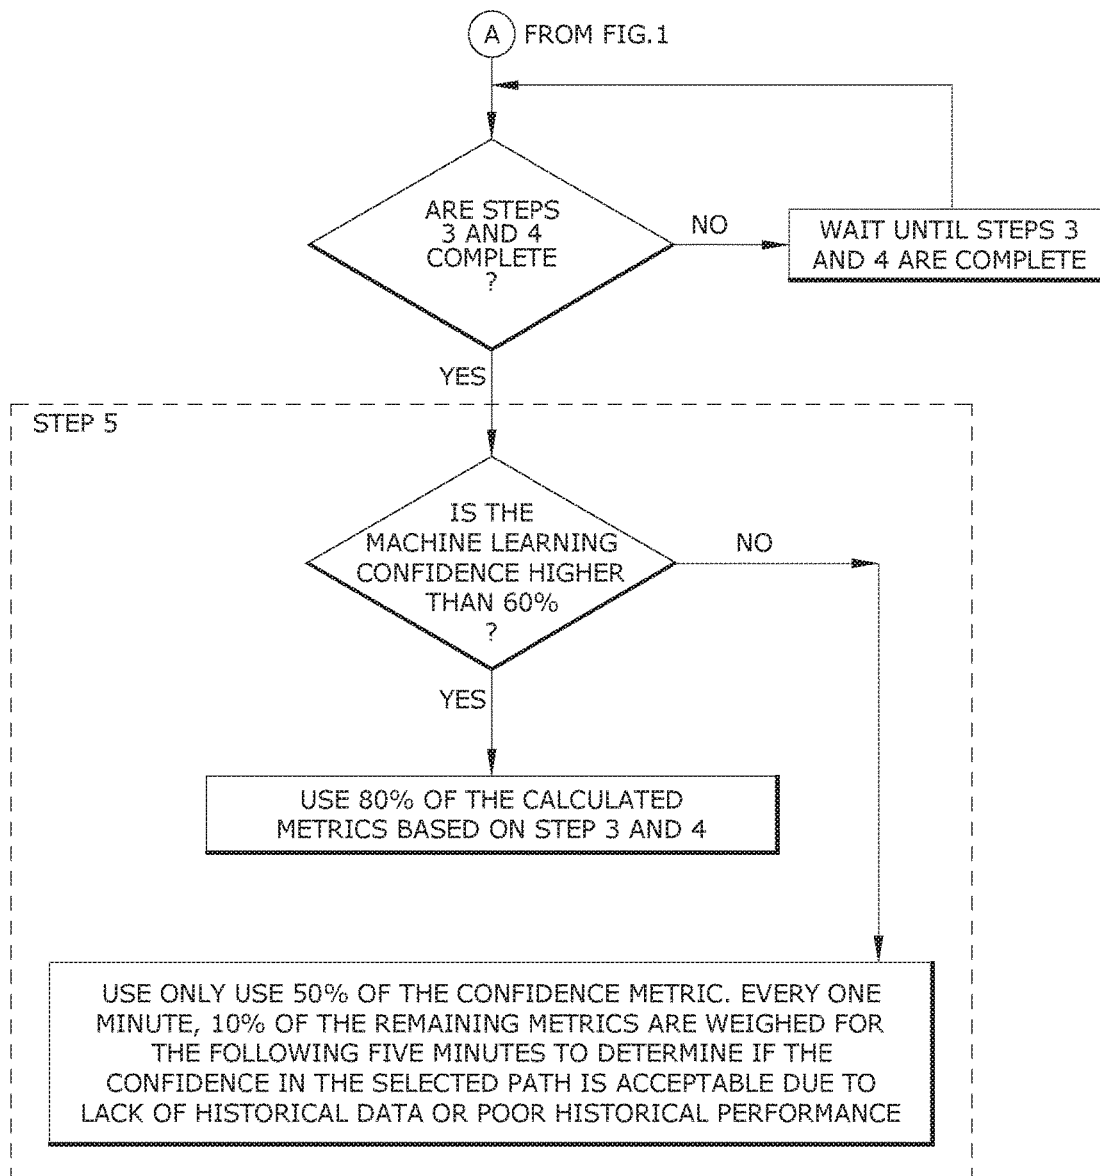 A FROM FIG.1
ARE STEPS
3 AND 4
COMPLETE
?
NO
WAIT UNTIL STEPS 3
AND 4 ARE COMPLETE
YES
STEP 5
IS THE
MACHINE LEARNING
CONFIDENCE HIGHER
THAN 60%
?
NO
YES
USE 80% OF THE CALCULATED
METRICS BASED ON STEP 3 AND 4
USE ONLY USE 50% OF THE CONFIDENCE METRIC. EVERY ONE
MINUTE, 10% OF THE REMAINING METRICS ARE WEIGHED FOR
THE FOLLOWING FIVE MINUTES TO DETERMINE IF THE
CONFIDENCE IN THE SELECTED PATH IS ACCEPTABLE DUE TO
LACK OF HISTORICAL DATA OR POOR HISTORICAL PERFORMANCE